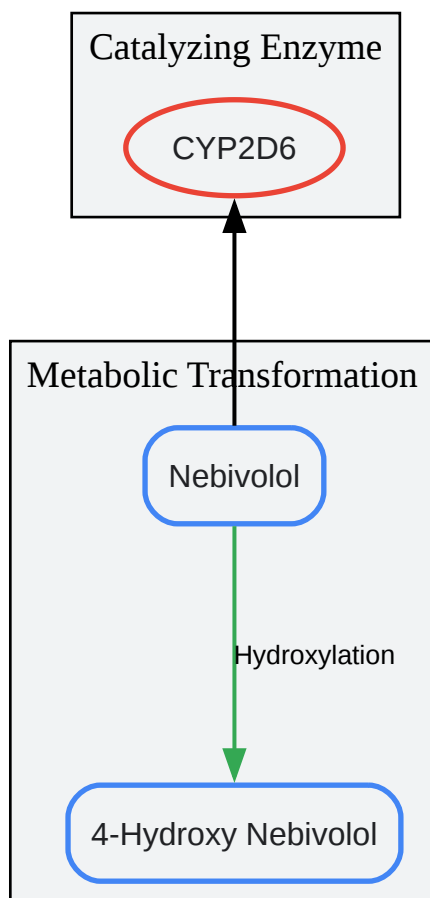 Catalyzing Enzyme
CYP2D6
Metabolic Transformation
Nebivolol
Hydroxylation
4-Hydroxy Nebivolol